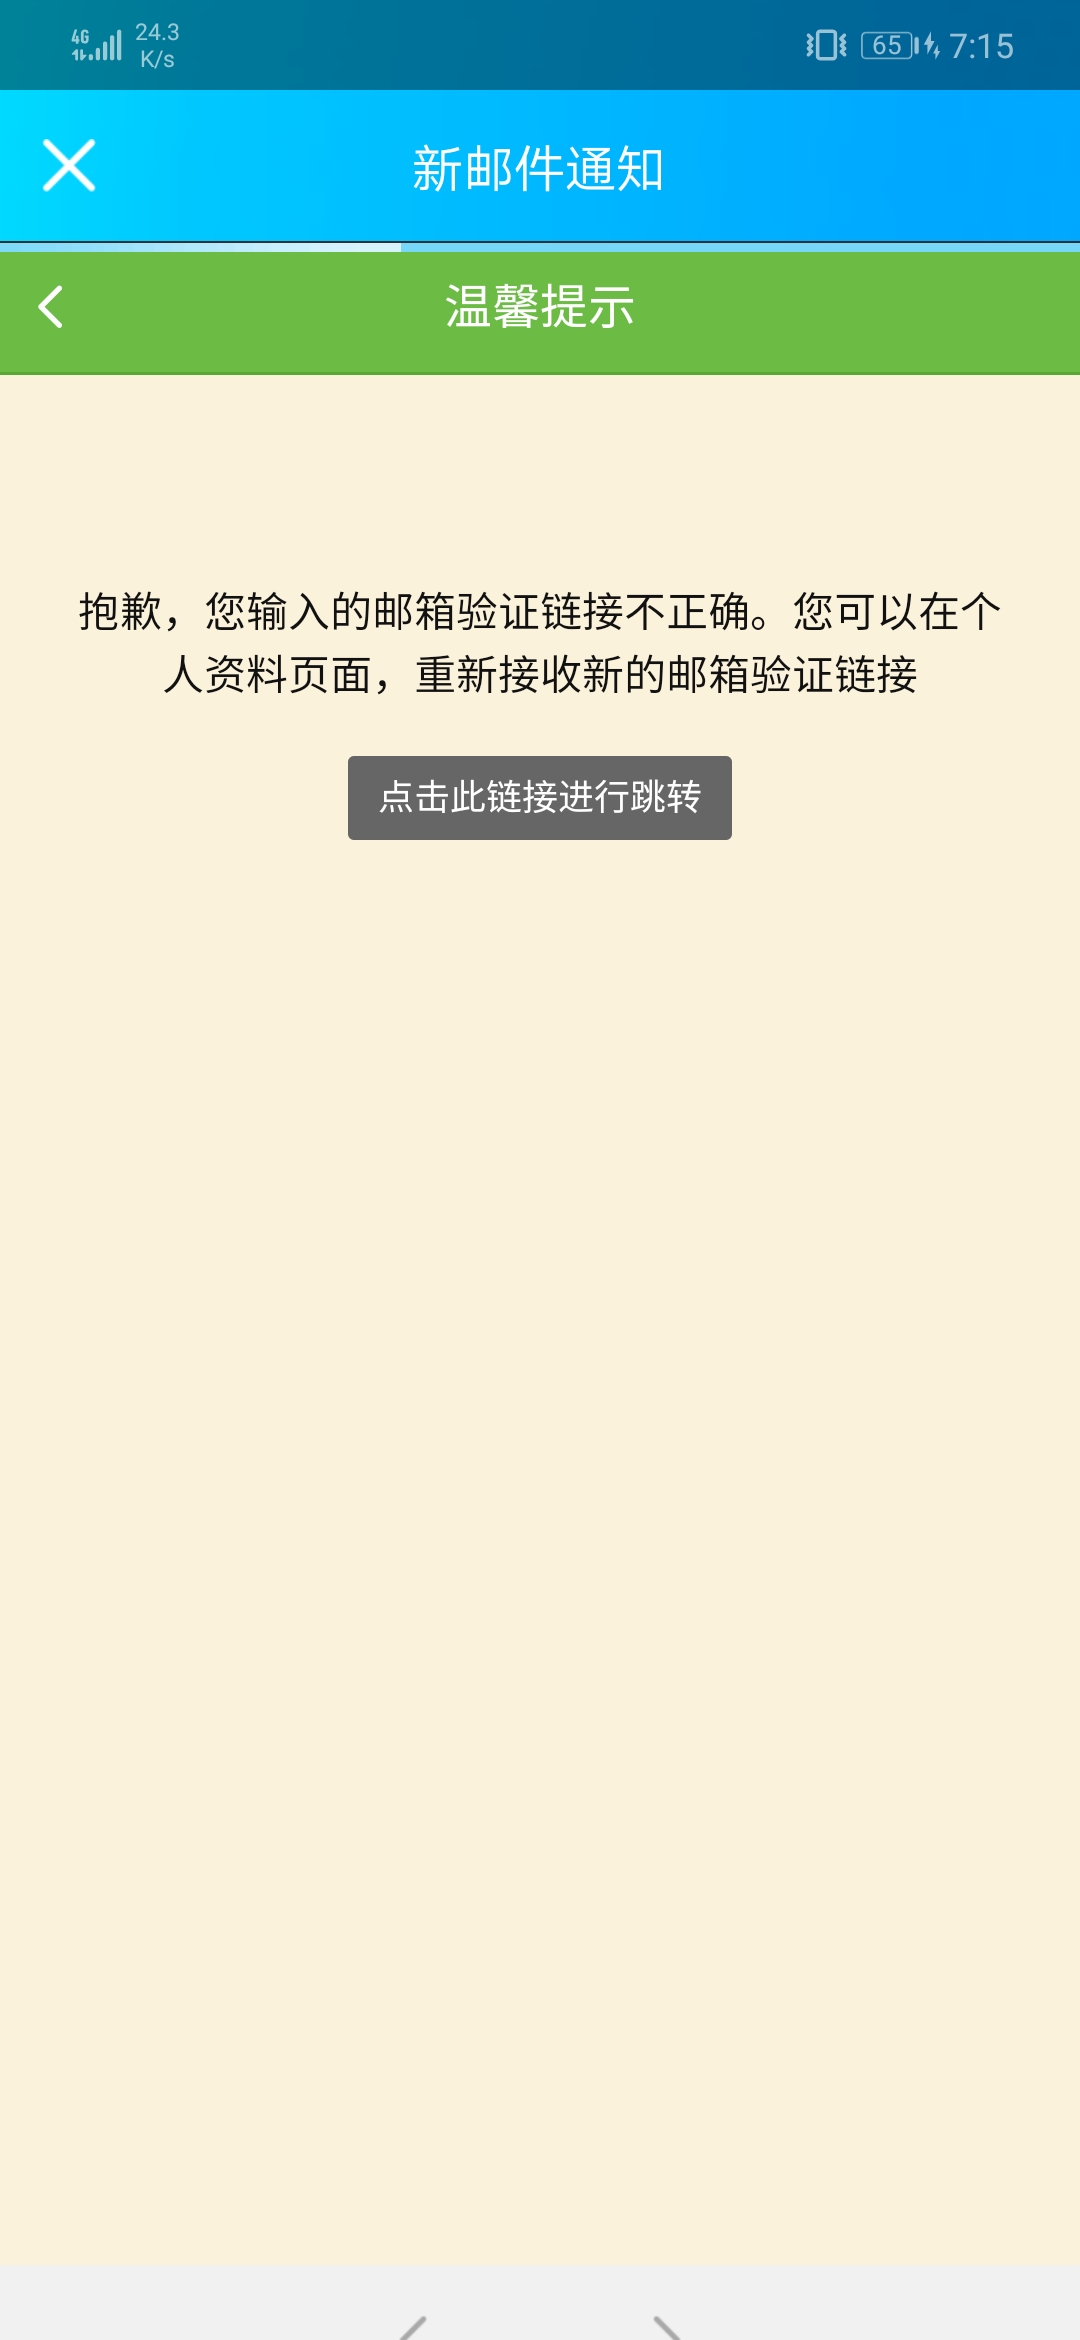 4G
24.3
K/s
65
7:15
新邮件通知
温馨提示
抱歉，您输入的邮箱验证链接不正确。您可以在个
人资料页面，重新接收新的邮箱验证链接
点击此链接进行跳转